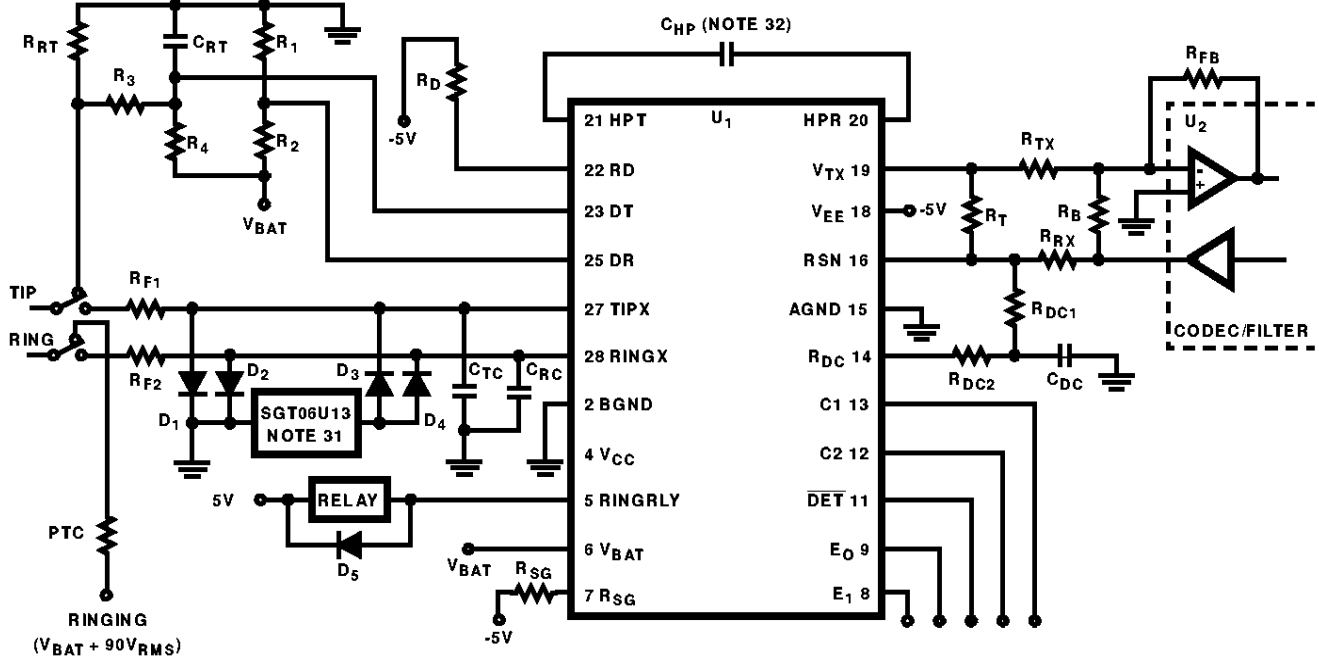 C_HP (NOTE 32)
R_RT
C_RT
R_1
R_3
R_4
R_2
V_BAT
R_D
-5V
U_1
21 HPT
HPR 20
22 RD
V_TX 19
23 DT
V_EE 18
-5V
25 DR
RSN 16
27 TIPX
AGND 15
28 RINGX
R_DC 14
2 BGND
C1 13
4 V_CC
C2 12
5 RINGRLY
DET 11
6 V_BAT
E_O 9
7 R_SG
E_1 8
R_FB
U_2
R_TX
-
+
R_T
R_B
R_RX
R_DC1
CODEC/FILTER
R_DC2
C_DC
TIP
R_F1
RING
R_F2
D_2
D_3
C_TC
C_RC
D_1
SGT06U13
NOTE 31
D_4
5V
RELAY
D_5
PTC
V_BAT
R_SG
-5V
RINGING
(V_BAT + 90V_RMS)